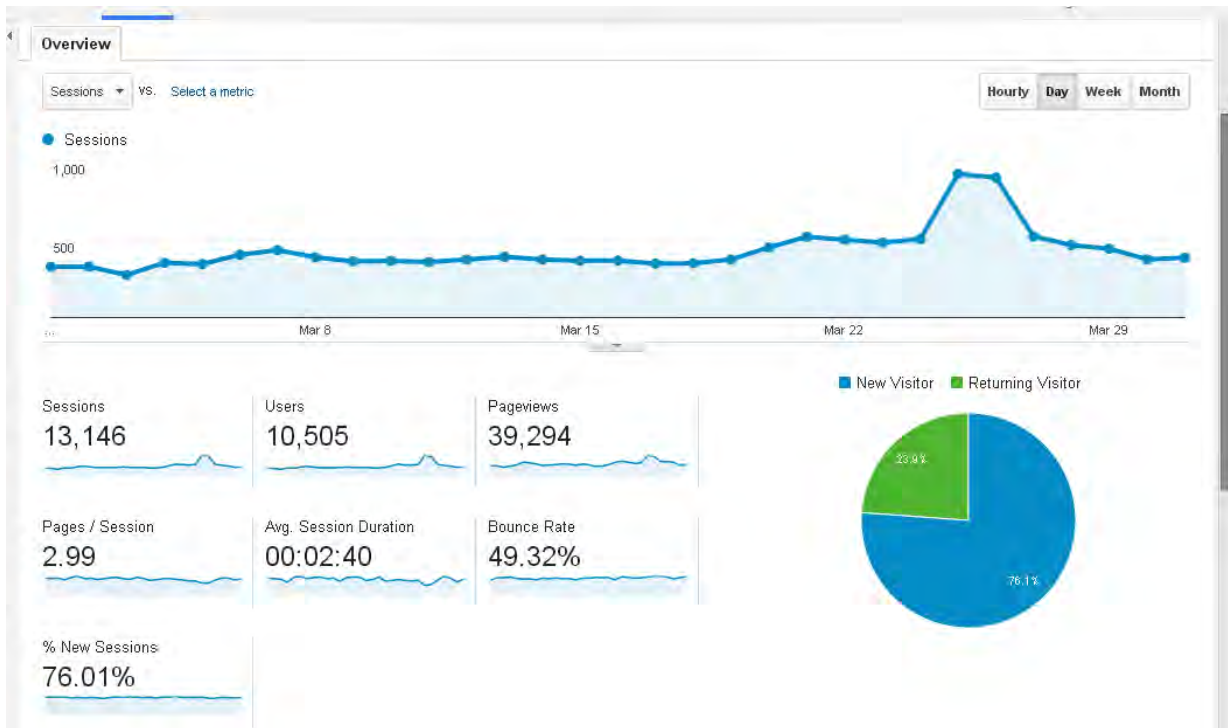 Overview
Sessions vs. Select a metric
Hourly Day Week Month
Sessions
1,000
500
...
Mar 8 Mar 15 Mar 22 Mar 29
New Visitor Returning Visitor
Sessions Users Pageviews
13,146 10,505 39,294
23.9%
Pages / Session Avg. Session Duration Bounce Rate
2.99 00:02:40 49.32%
76.1%
% New Sessions
76.01%